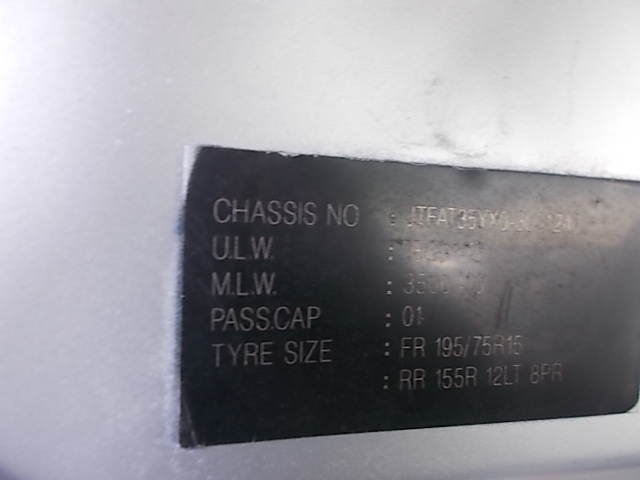 CHASSIS NO :
U.L.W. :
M.L.W. :
PASS.CAP : 01
TYRE SIZE : FR 195/75R15
: RR 155R 12LT 8PR